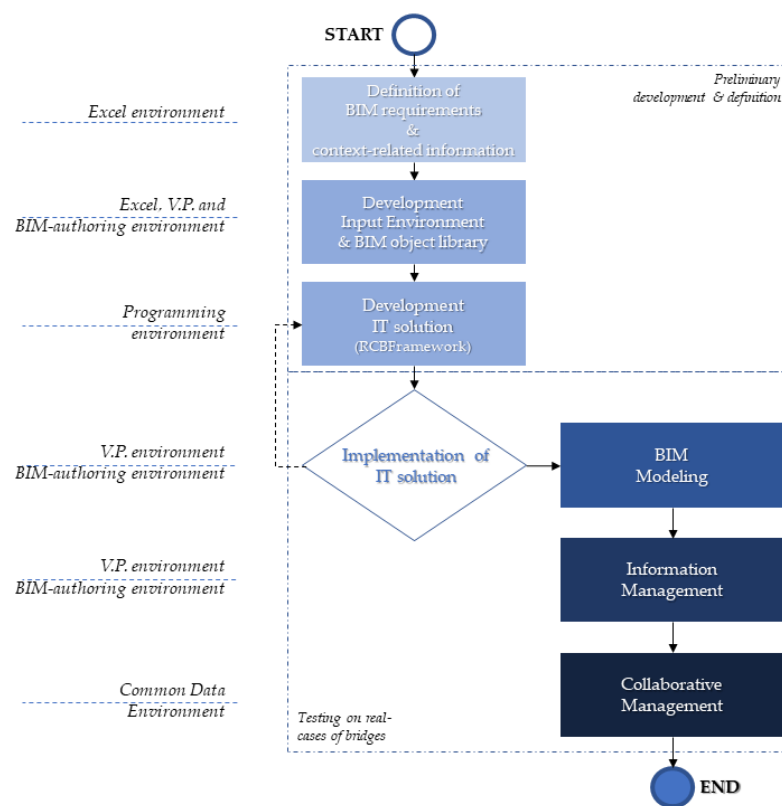 START
Preliminary
development & definition
Excel environment
Definition of
BIM requirements
&
context-related information
Excel, V.P. and
BIM-authoring environment
Development
Input Environment
& BIM object library
Programming
environment
Development
IT solution
(RCBFramework)
V.P. environment
BIM-authoring environment
Implementation of
IT solution
BIM
Modeling
V.P. environment
BIM-authoring environment
Information
Management
Common Data
Environment
Collaborative
Management
Testing on real-
cases of bridges
END